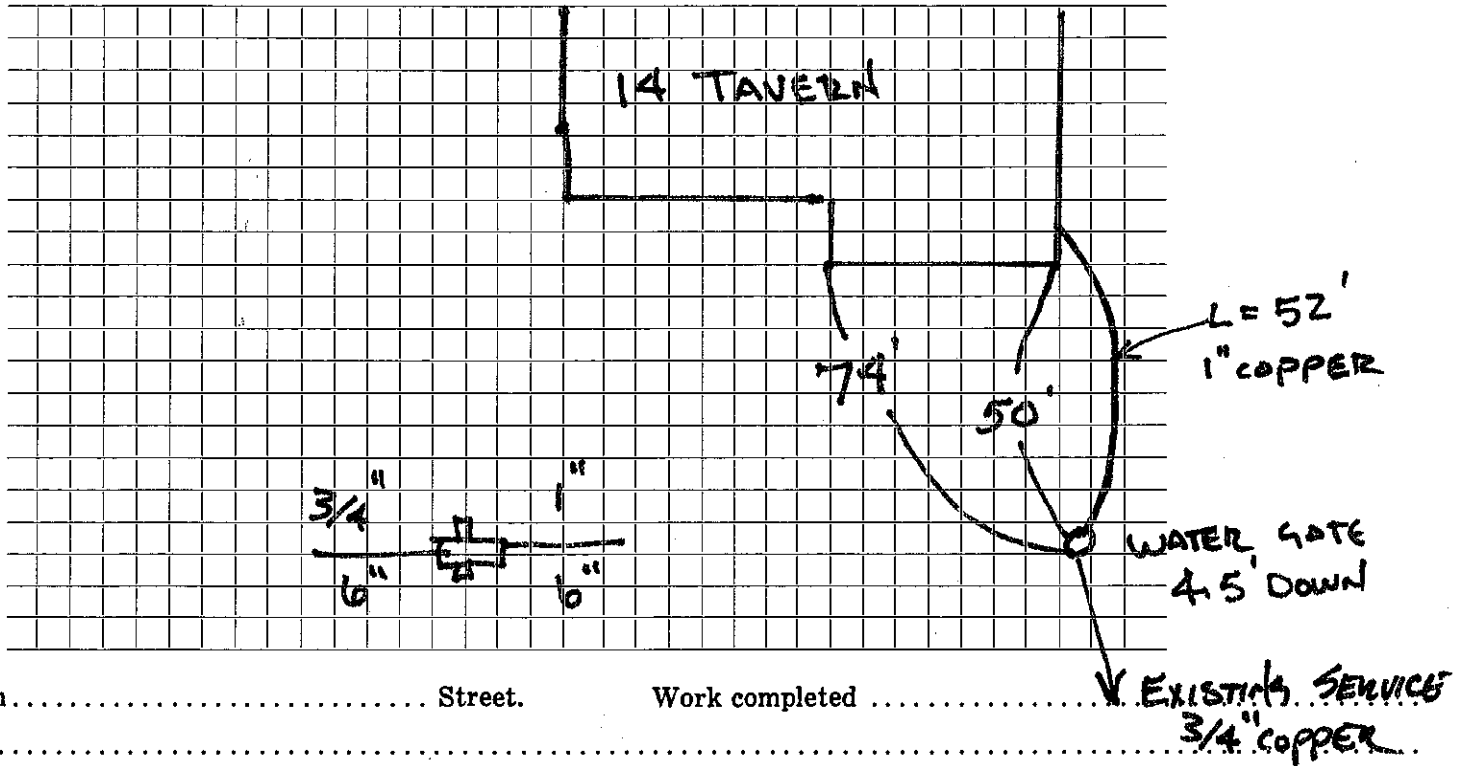 14 TAVERN
L = 52'
1" COPPER
74'
50'
3/4" 1"
6" 6"
WATER GATE
4.5' DOWN
Street. Work completed
EXISTING SERVICE
3/4" COPPER